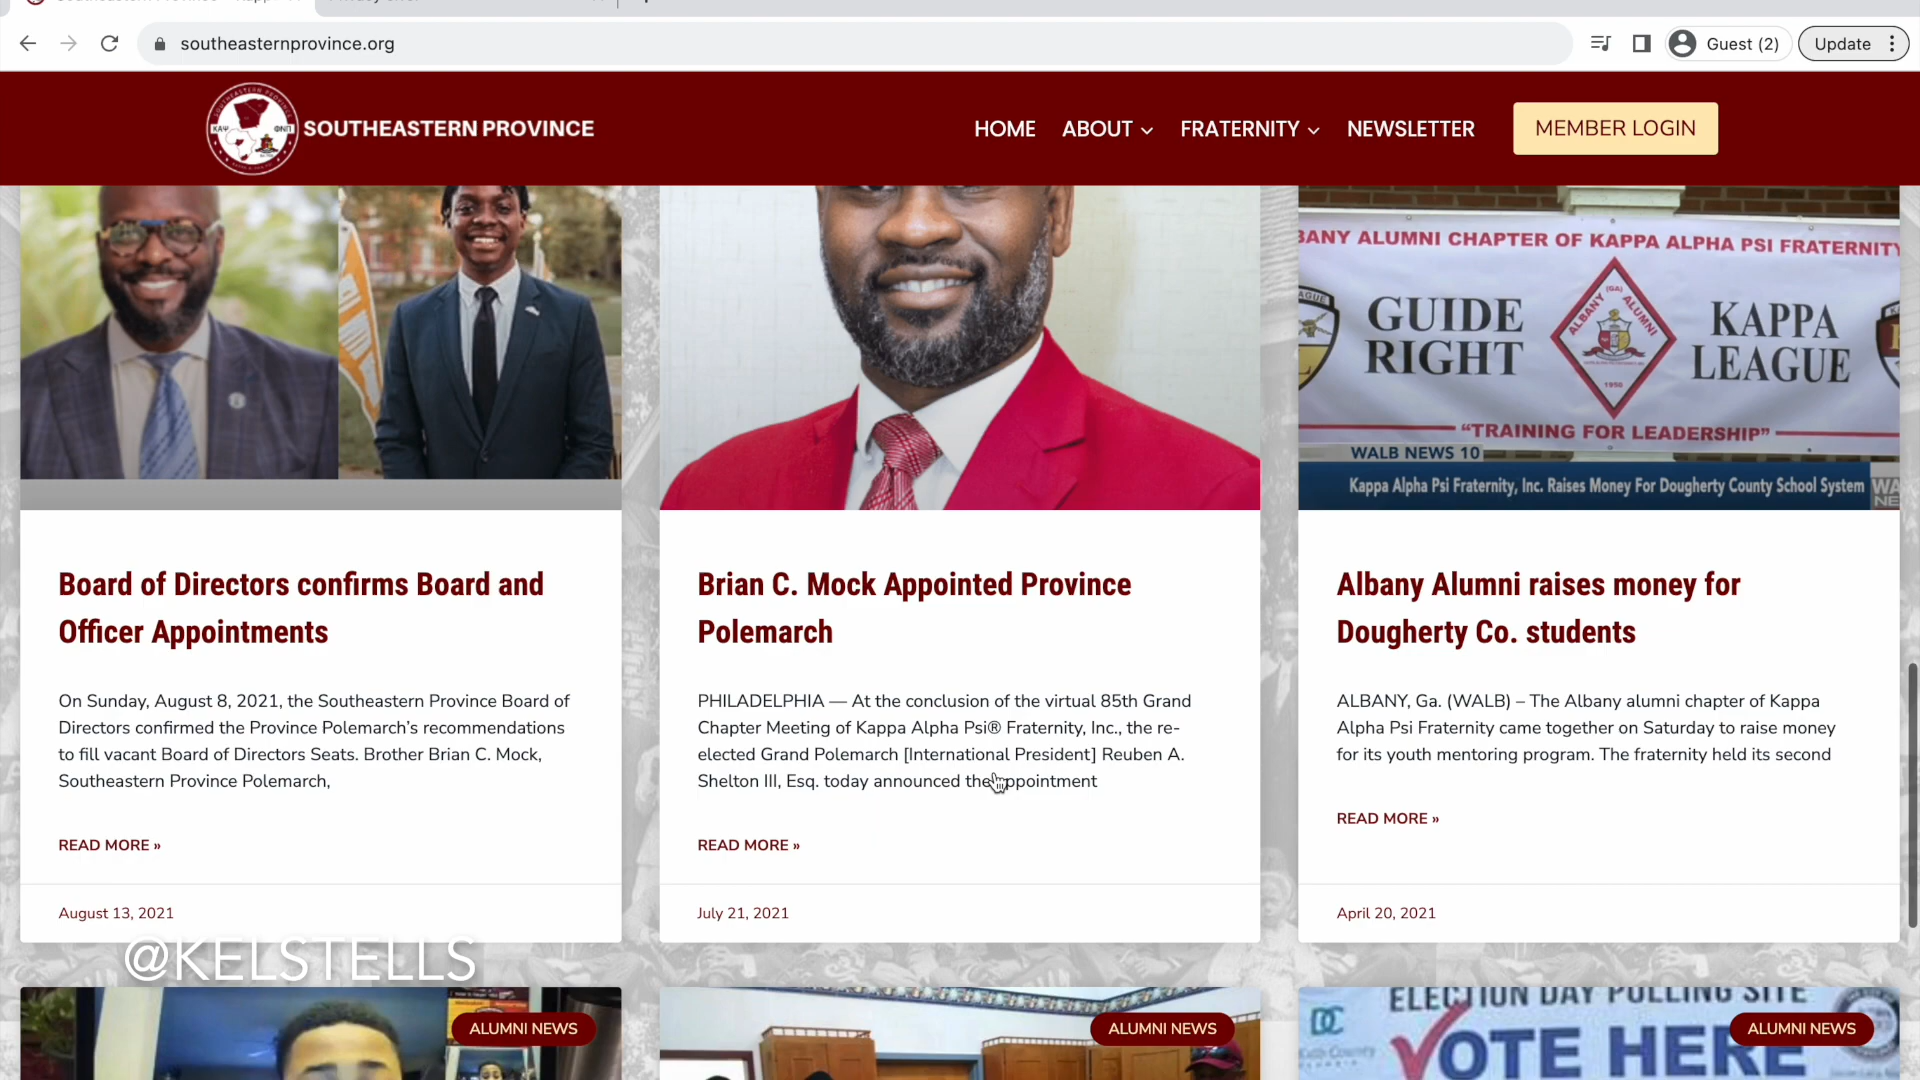 southeasternprovince.org
Guest (2)
Update
ΚΑΨ
ΦΝΠ
SOUTHEASTERN PROVINCE
HOME
ABOUT
FRATERNITY
NEWSLETTER
MEMBER LOGIN
BANY ALUMNI CHAPTER OF KAPPA ALPHA PSI FRATERNITY
GUIDE
RIGHT
ALBANY (GA) ALUMNI
1950
KAPPA
LEAGUE
"TRAINING FOR LEADERSHIP"
WALB NEWS 10
Kappa Alpha Psi Fraternity, Inc. Raises Money For Dougherty County School System
Board of Directors confirms Board and
Officer Appointments
On Sunday, August 8, 2021, the Southeastern Province Board of
Directors confirmed the Province Polemarch's recommendations
to fill vacant Board of Directors Seats. Brother Brian C. Mock,
Southeastern Province Polemarch,
READ MORE »
August 13, 2021
Brian C. Mock Appointed Province
Polemarch
PHILADELPHIA — At the conclusion of the virtual 85th Grand
Chapter Meeting of Kappa Alpha Psi® Fraternity, Inc., the re-
elected Grand Polemarch [International President] Reuben A.
Shelton III, Esq. today announced the appointment
READ MORE »
July 21, 2021
Albany Alumni raises money for
Dougherty Co. students
ALBANY, Ga. (WALB) – The Albany alumni chapter of Kappa
Alpha Psi Fraternity came together on Saturday to raise money
for its youth mentoring program. The fraternity held its second
READ MORE »
April 20, 2021
@KELSTELLS
ALUMNI NEWS
ALUMNI NEWS
ELECTION DAY POLLING SITE
VOTE HERE
ALUMNI NEWS